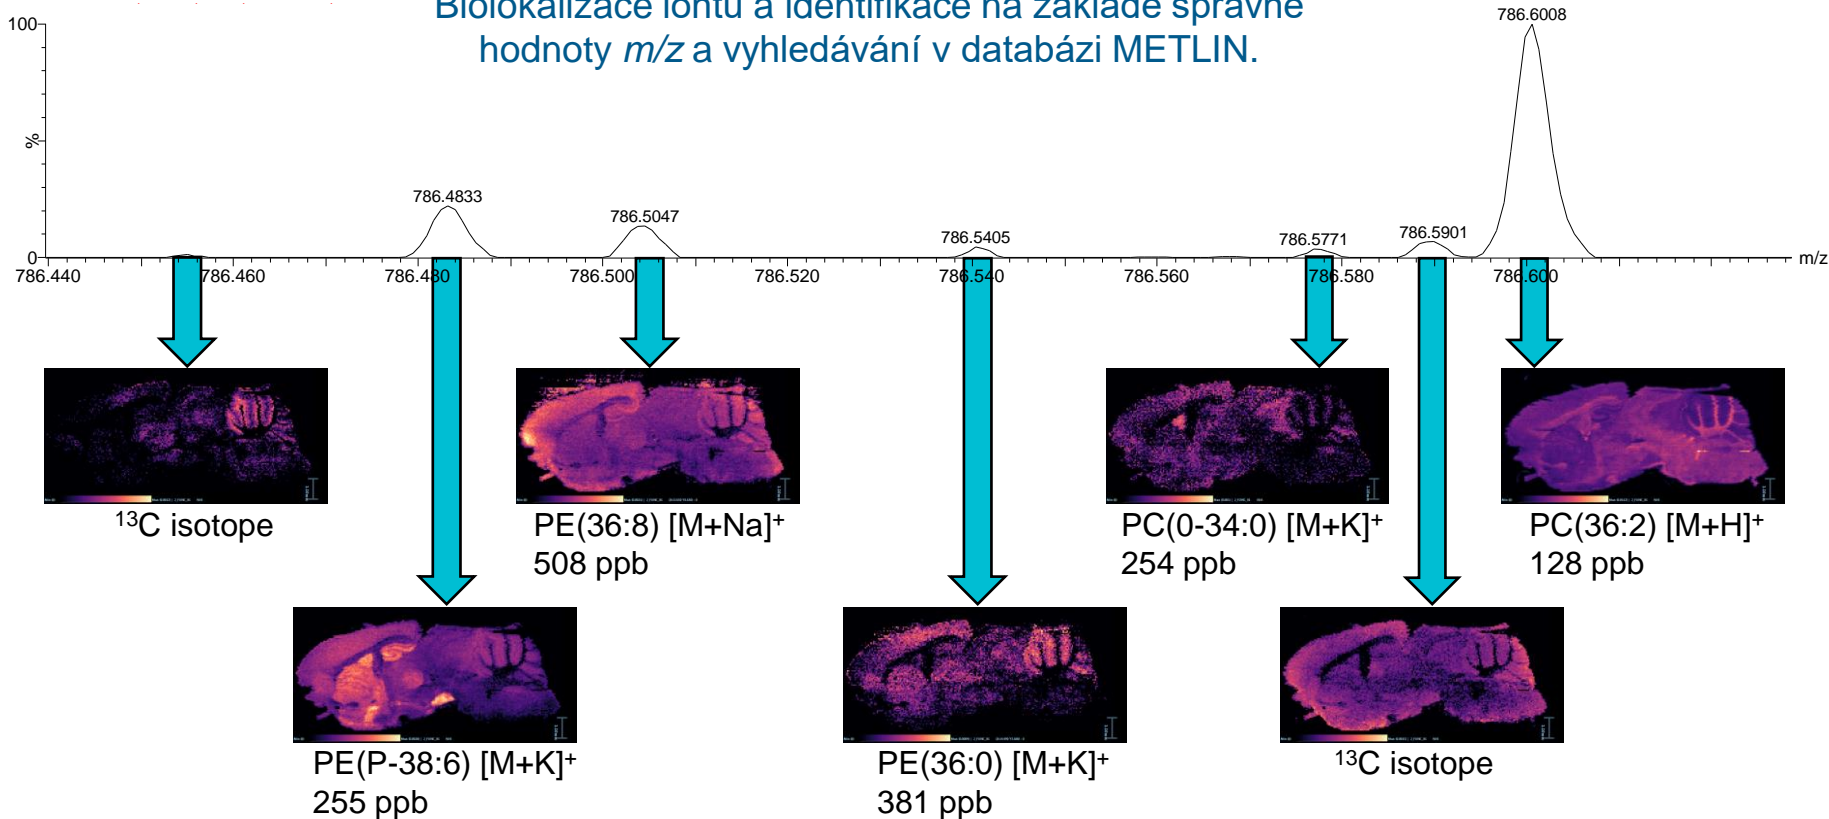 Biolokalizace iontů a identifikace na základě správné
hodnoty m/z a vyhledávání v databázi METLIN.
100
%
0
786.4833
786.5047
786.5405
786.5771
786.5901
786.6008
786.440
786.460
786.480
786.500
786.520
786.540
786.560
786.580
786.600
m/z
¹³C isotope
PE(36:8) [M+Na]⁺
508 ppb
PC(0-34:0) [M+K]⁺
254 ppb
PC(36:2) [M+H]⁺
128 ppb
PE(P-38:6) [M+K]⁺
255 ppb
PE(36:0) [M+K]⁺
381 ppb
¹³C isotope